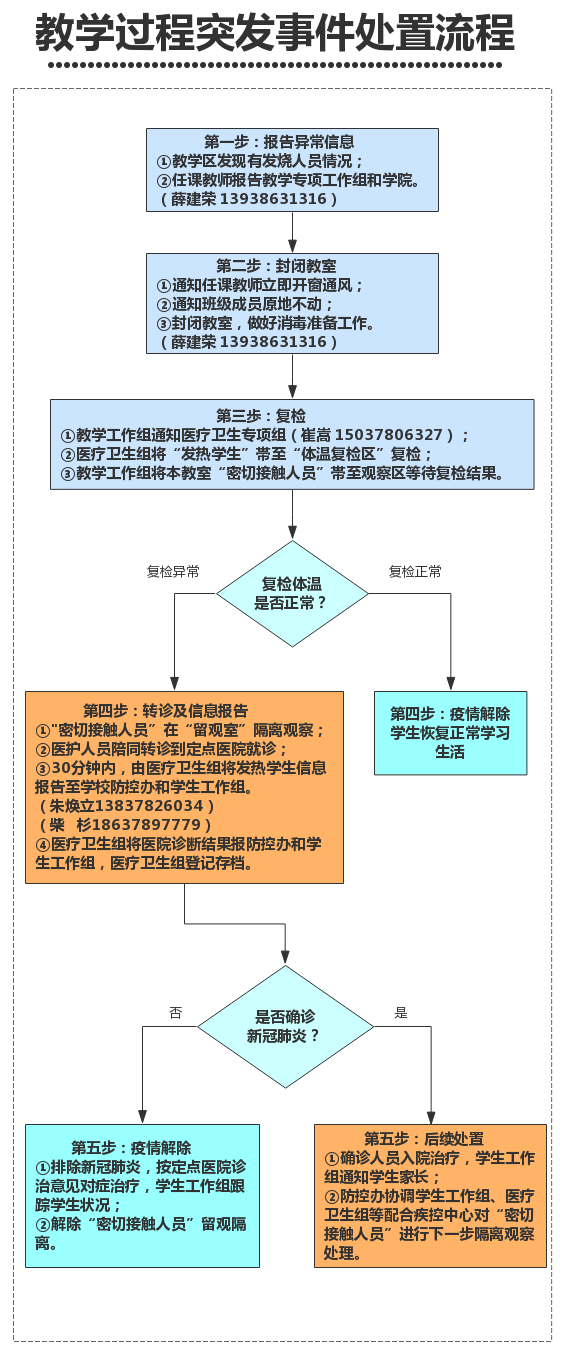 教学过程突发事件处置流程
第一步：报告异常信息
①教学区发现有发烧人员情况；
②任课教师报告教学专项工作组和学院。
（薛建荣 13938631316）
第二步：封闭教室
①通知任课教师立即开窗通风；
②通知班级成员原地不动；
③封闭教室，做好消毒准备工作。
（薛建荣 13938631316）
第三步：复检
①教学工作组通知医疗卫生专项组（崔嵩 15037806327）；
②医疗卫生组将“发热学生”带至“体温复检区”复检；
③教学工作组将本教室“密切接触人员”带至观察区等待复检结果。
复检异常
复检正常
复检体温
是否正常？
第四步：转诊及信息报告
①"密切接触人员”在“留观室”隔离观察；
②医护人员陪同转诊到定点医院就诊；
③30分钟内，由医疗卫生组将发热学生信息
报告至学校防控办和学生工作组。
（朱焕立13837826034）
（柴　杉18637897779）
④医疗卫生组将医院诊断结果报防控办和学
生工作组，医疗卫生组登记存档。
第四步：疫情解除
学生恢复正常学习
生活
否
是
是否确诊
新冠肺炎？
第五步：疫情解除
①排除新冠肺炎，按定点医院诊
治意见对症治疗，学生工作组跟
踪学生状况；
②解除“密切接触人员”留观隔
离。
第五步：后续处置
①确诊人员入院治疗，学生工作
组通知学生家长；
②防控办协调学生工作组、医疗
卫生组等配合疾控中心对“密切
接触人员”进行下一步隔离观察
处理。